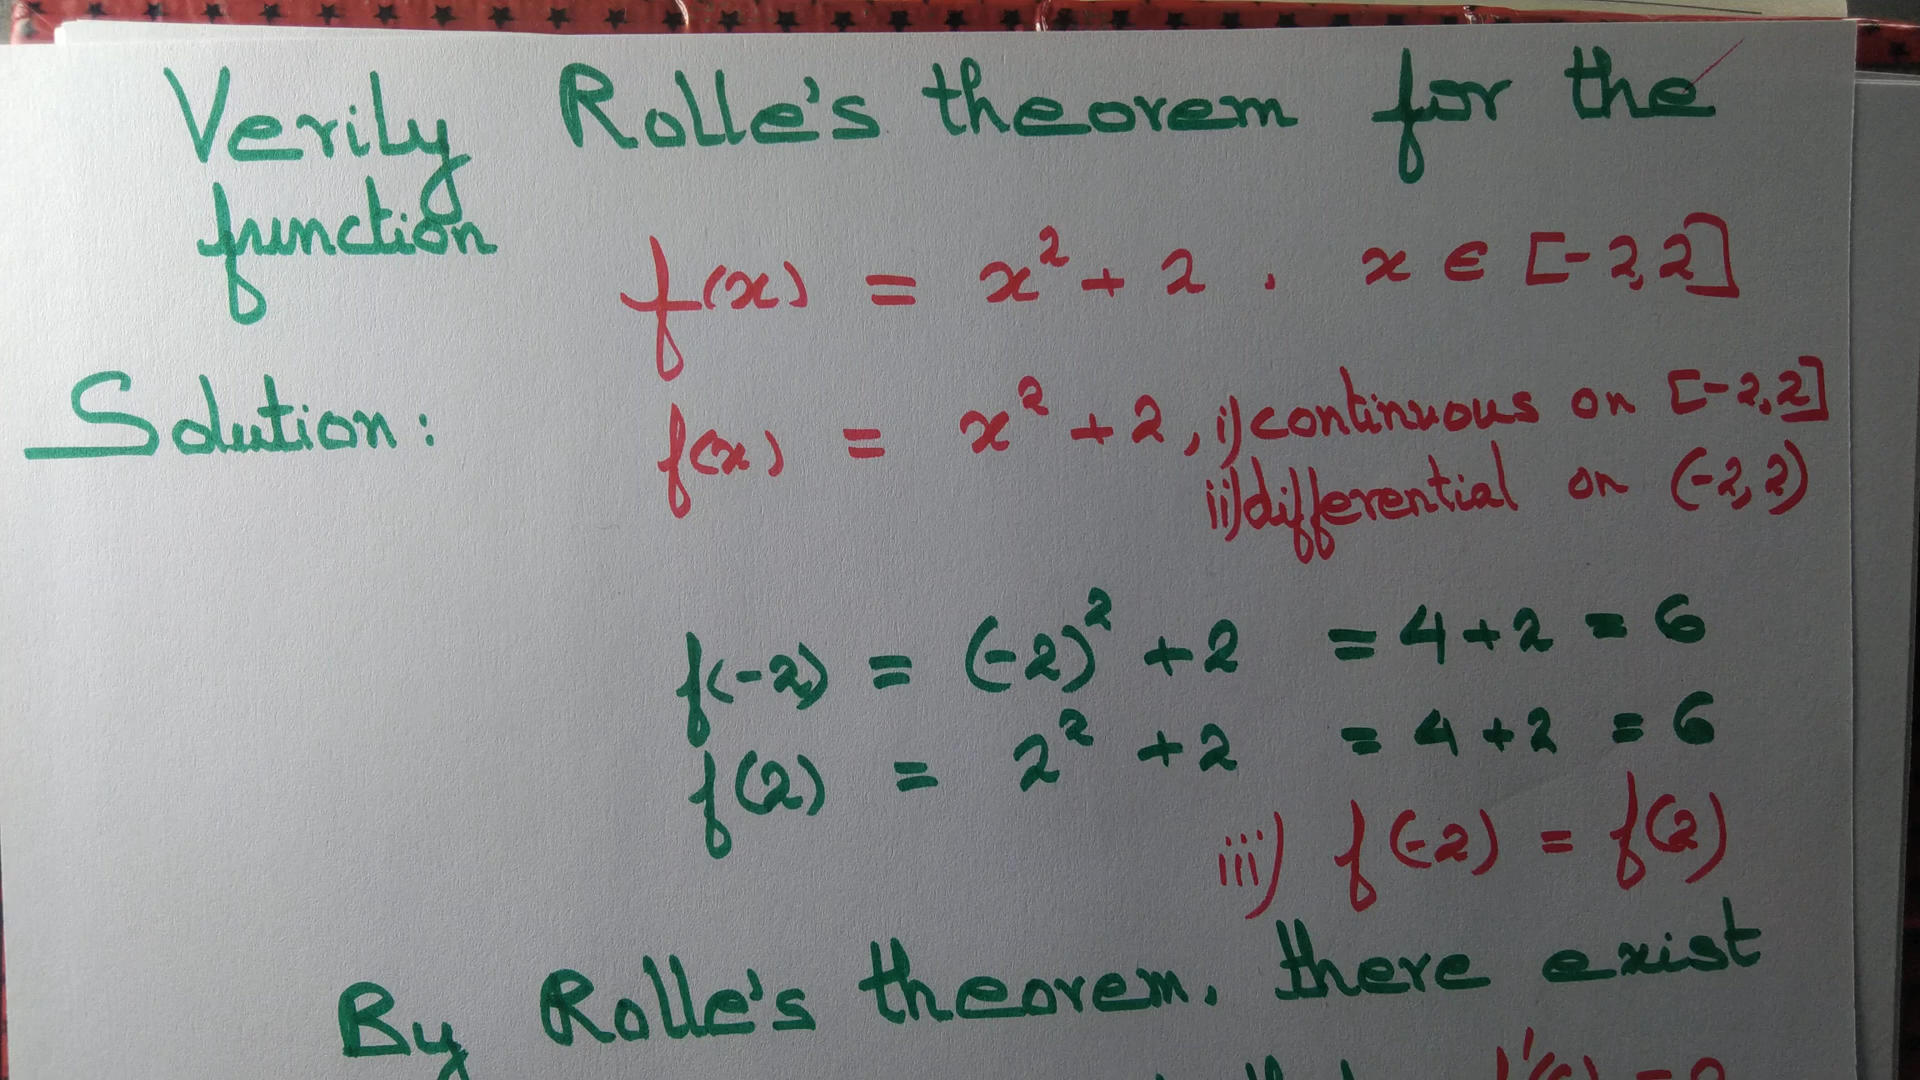 Verily Rolle's theorem for the
function
f(x) = x² + 2 . x ∈ [-2,2]
Solution: f(x) = x² + 2, i) continuous on [-2,2]
ii) differential on (-2,2)
f(-2) = (-2)² + 2 = 4 + 2 = 6
f(2) = 2² + 2 = 4 + 2 = 6
iii) f(-2) = f(2)
By Rolle's theorem, there exist